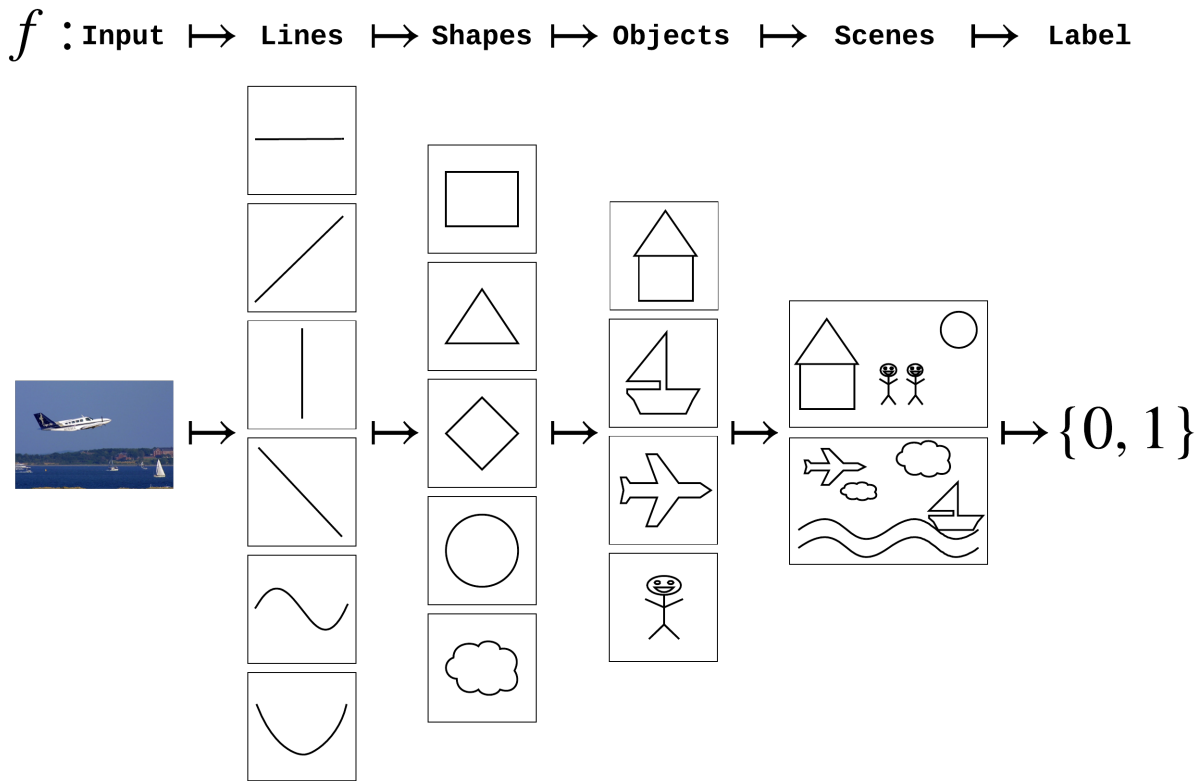 f : Input ↦ Lines ↦ Shapes ↦ Objects ↦ Scenes ↦ Label
{0, 1}